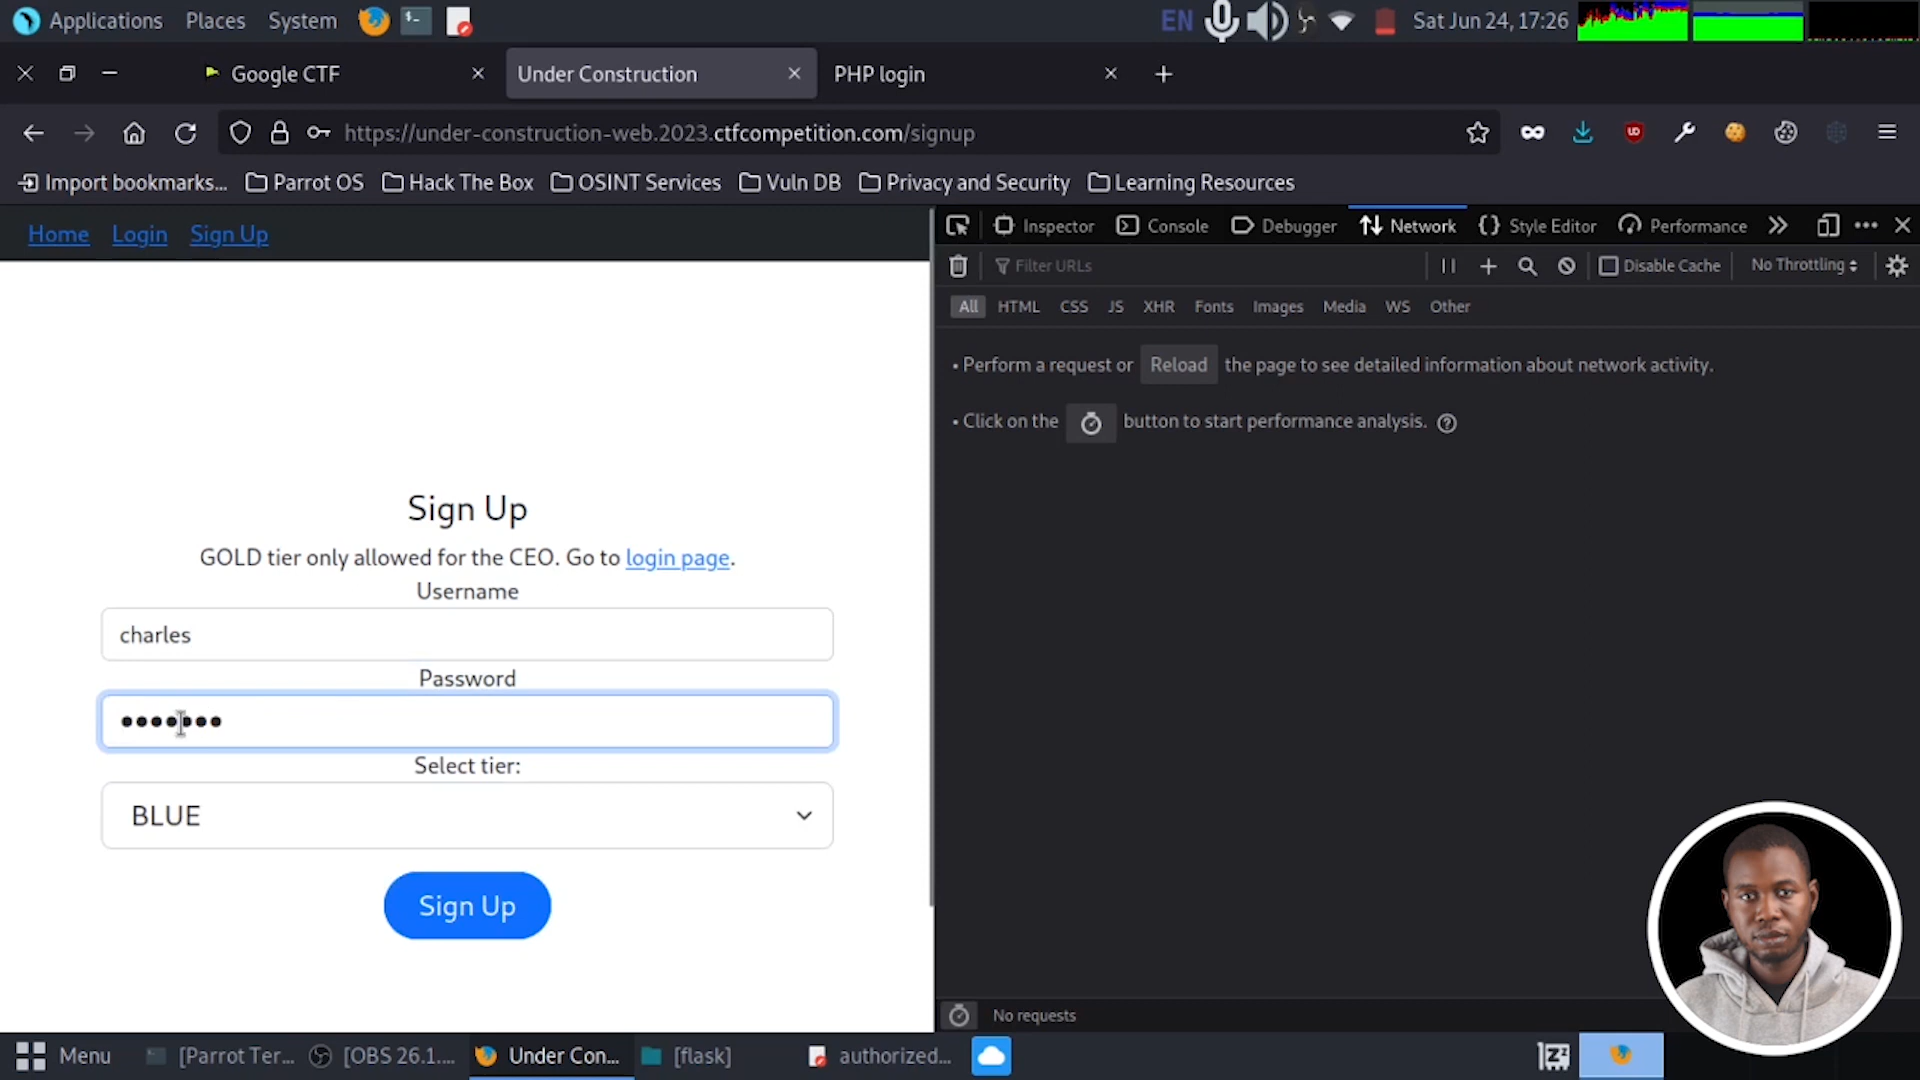 Applications Places System EN Sat Jun 24, 17:26
Google CTF Under Construction PHP login
https://under-construction-web.2023.ctfcompetition.com/signup
Import bookmarks... Parrot OS Hack The Box OSINT Services Vuln DB Privacy and Security Learning Resources
Home Login Sign Up
Inspector Console Debugger Network Style Editor Performance
Filter URLs Disable Cache No Throttling
All HTML CSS JS XHR Fonts Images Media WS Other
• Perform a request or Reload the page to see detailed information about network activity.
• Click on the button to start performance analysis.
Sign Up
GOLD tier only allowed for the CEO. Go to login page.
Username
charles
Password
•••••••
Select tier:
BLUE
Sign Up
No requests
Menu [Parrot Ter... [OBS 26.1.... Under Con... [flask] authorized...